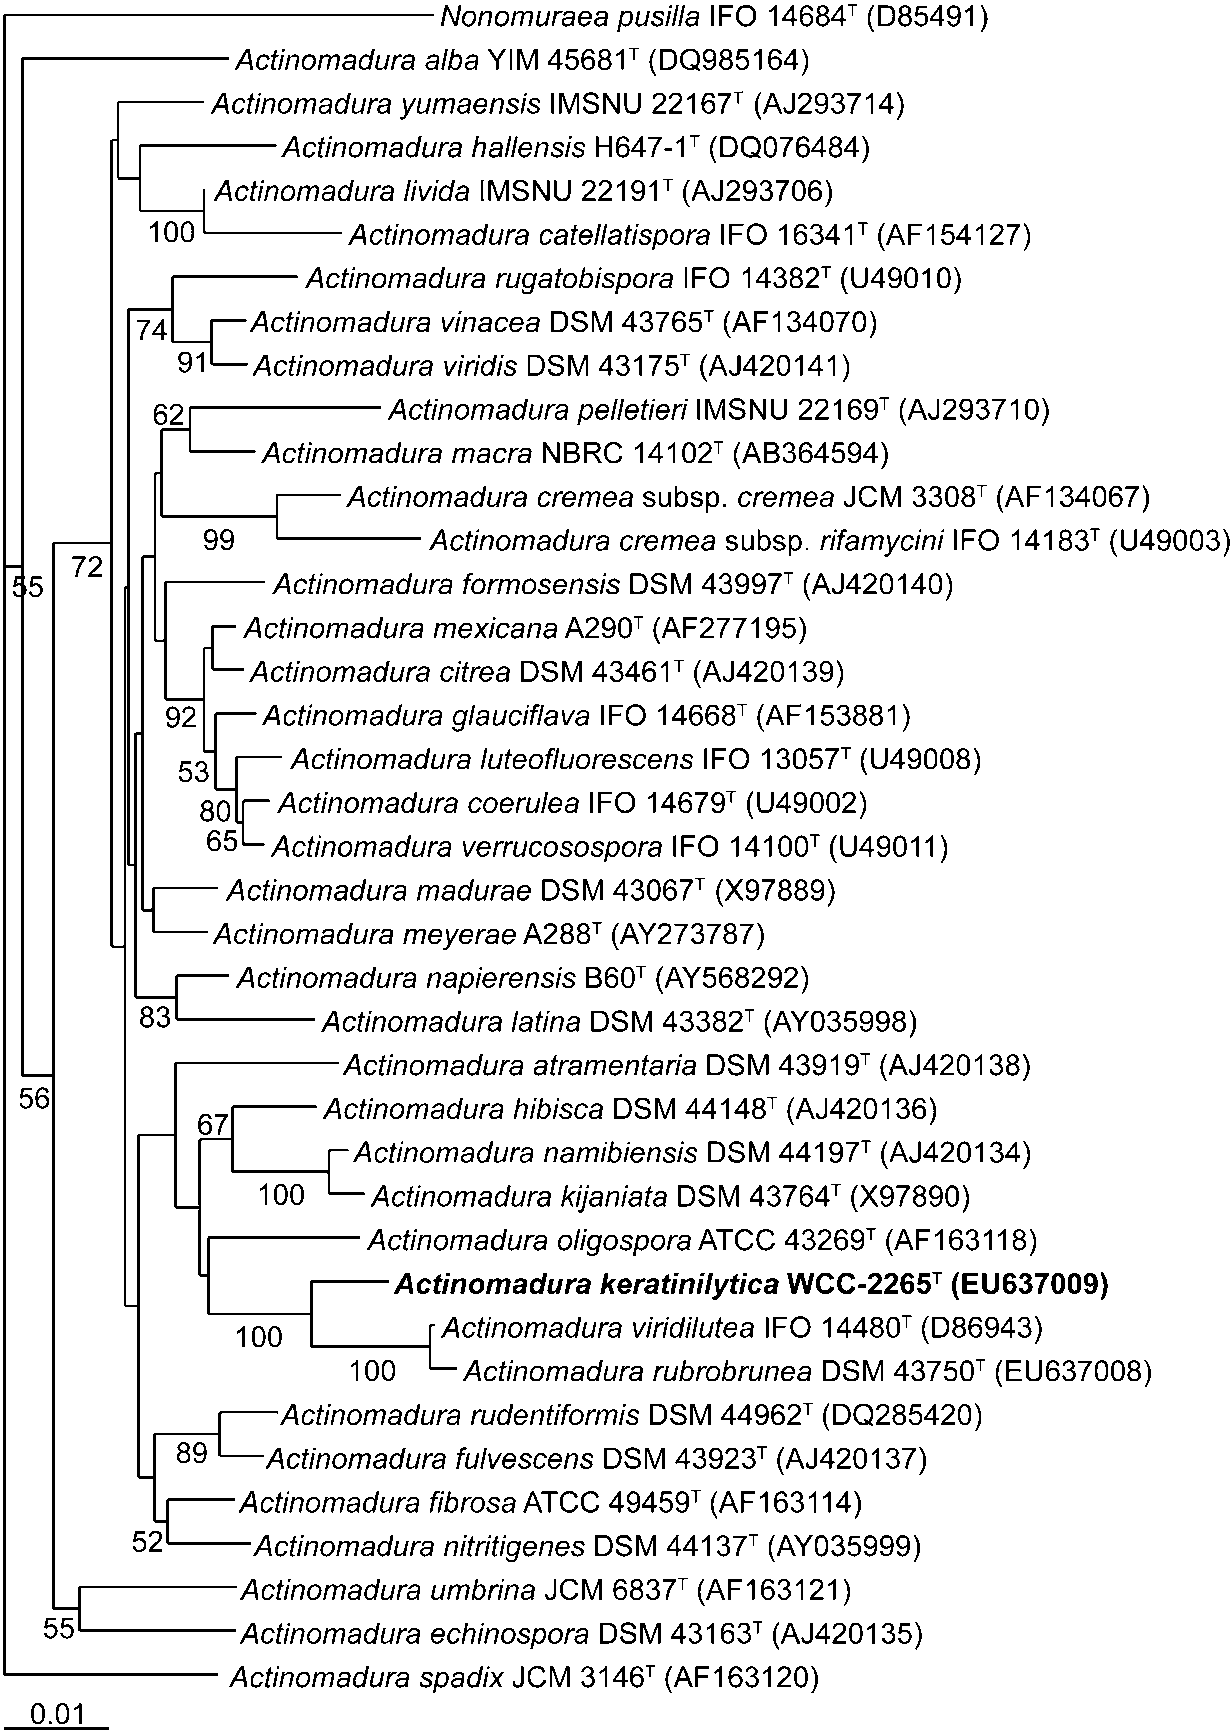 Nonomuraea pusilla IFO 14684ᵀ (D85491)
Actinomadura alba YIM 45681ᵀ (DQ985164)
Actinomadura yumaensis IMSNU 22167ᵀ (AJ293714)
Actinomadura hallensis H647-1ᵀ (DQ076484)
Actinomadura livida IMSNU 22191ᵀ (AJ293706)
100
Actinomadura catellatispora IFO 16341ᵀ (AF154127)
Actinomadura rugatobispora IFO 14382ᵀ (U49010)
74
Actinomadura vinacea DSM 43765ᵀ (AF134070)
91
Actinomadura viridis DSM 43175ᵀ (AJ420141)
62
Actinomadura pelletieri IMSNU 22169ᵀ (AJ293710)
Actinomadura macra NBRC 14102ᵀ (AB364594)
Actinomadura cremea subsp. cremea JCM 3308ᵀ (AF134067)
99
Actinomadura cremea subsp. rifamycini IFO 14183ᵀ (U49003)
72
55
Actinomadura formosensis DSM 43997ᵀ (AJ420140)
Actinomadura mexicana A290ᵀ (AF277195)
Actinomadura citrea DSM 43461ᵀ (AJ420139)
92
Actinomadura glauciflava IFO 14668ᵀ (AF153881)
53
Actinomadura luteofluorescens IFO 13057ᵀ (U49008)
80
Actinomadura coerulea IFO 14679ᵀ (U49002)
65
Actinomadura verrucosospora IFO 14100ᵀ (U49011)
Actinomadura madurae DSM 43067ᵀ (X97889)
Actinomadura meyerae A288ᵀ (AY273787)
Actinomadura napierensis B60ᵀ (AY568292)
83
Actinomadura latina DSM 43382ᵀ (AY035998)
Actinomadura atramentaria DSM 43919ᵀ (AJ420138)
56
67
Actinomadura hibisca DSM 44148ᵀ (AJ420136)
Actinomadura namibiensis DSM 44197ᵀ (AJ420134)
100
Actinomadura kijaniata DSM 43764ᵀ (X97890)
Actinomadura oligospora ATCC 43269ᵀ (AF163118)
Actinomadura keratinilytica WCC-2265ᵀ (EU637009)
100
Actinomadura viridilutea IFO 14480ᵀ (D86943)
100
Actinomadura rubrobrunea DSM 43750ᵀ (EU637008)
Actinomadura rudentiformis DSM 44962ᵀ (DQ285420)
89
Actinomadura fulvescens DSM 43923ᵀ (AJ420137)
Actinomadura fibrosa ATCC 49459ᵀ (AF163114)
52
Actinomadura nitritigenes DSM 44137ᵀ (AY035999)
Actinomadura umbrina JCM 6837ᵀ (AF163121)
55
Actinomadura echinospora DSM 43163ᵀ (AJ420135)
Actinomadura spadix JCM 3146ᵀ (AF163120)
0.01